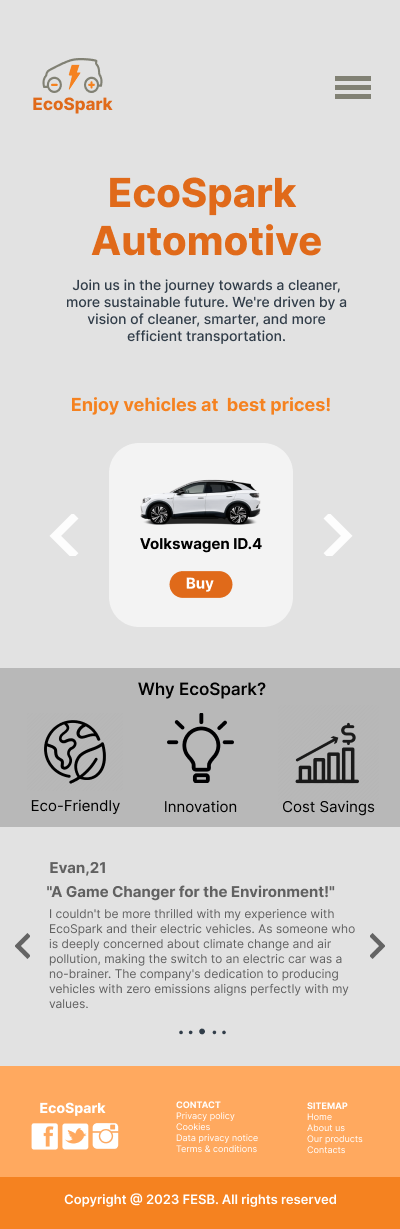 EcoSpark
EcoSpark
Automotive
Join us in the journey towards a cleaner,
more sustainable future. We're driven by a
vision of cleaner, smarter, and more
efficient transportation.
Enjoy vehicles at  best prices!
Volkswagen ID.4
Buy
Why EcoSpark?
Eco-Friendly
Innovation
Cost Savings
Evan,21
"A Game Changer for the Environment!"
I couldn't be more thrilled with my experience with
EcoSpark and their electric vehicles. As someone who
is deeply concerned about climate change and air
pollution, making the switch to an electric car was a
no-brainer. The company's dedication to producing
vehicles with zero emissions aligns perfectly with my
values.
EcoSpark
CONTACT
Privacy policy
Cookies
Data privacy notice
Terms & conditions
SITEMAP
Home
About us
Our products
Contacts
Copyright @ 2023 FESB. All rights reserved